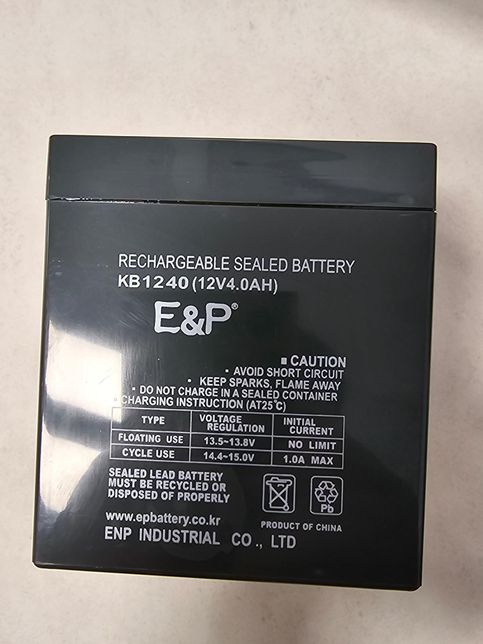 RECHARGEABLE SEALED BATTERY
KB1240 (12V4.0AH)
E&P®
■ CAUTION
• AVOID SHORT CIRCUIT
• KEEP SPARKS, FLAME AWAY
• DO NOT CHARGE IN A SEALED CONTAINER
• CHARGING INSTRUCTION (AT25℃)
TYPE VOLTAGE REGULATION INITIAL CURRENT
FLOATING USE 13.5~13.8V NO LIMIT
CYCLE USE 14.4~15.0V 1.0A MAX
SEALED LEAD BATTERY
MUST BE RECYCLED OR
DISPOSED OF PROPERLY
Pb
www.epbattery.co.kr
PRODUCT OF CHINA
ENP INDUSTRIAL CO., LTD